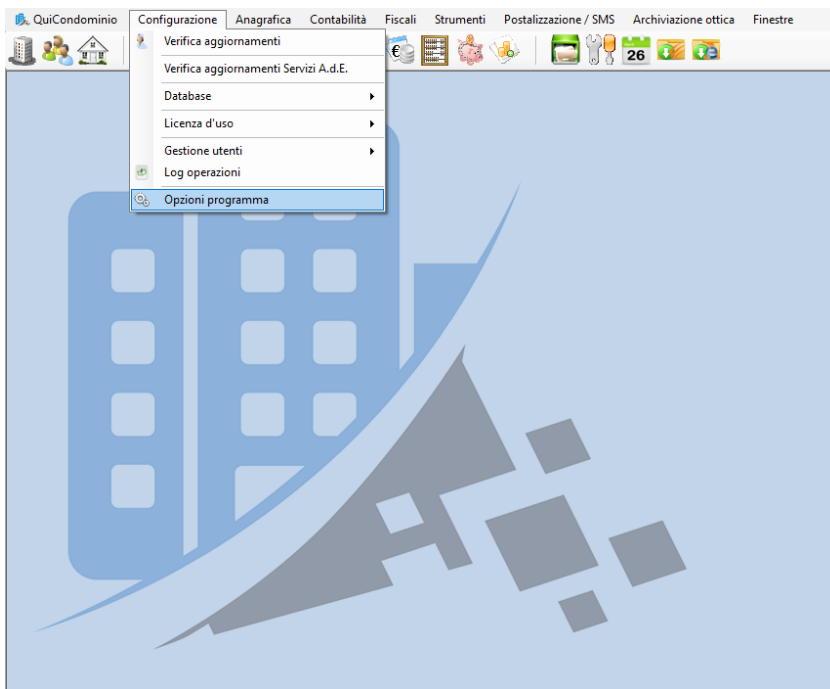 QuiCondominio Configurazione Anagrafica Contabilità Fiscali Strumenti Postalizzazione / SMS Archiviazione ottica Finestre
Verifica aggiornamenti
Verifica aggiornamenti Servizi A.d.E.
Database
Licenza d'uso
Gestione utenti
Log operazioni
Opzioni programma
26